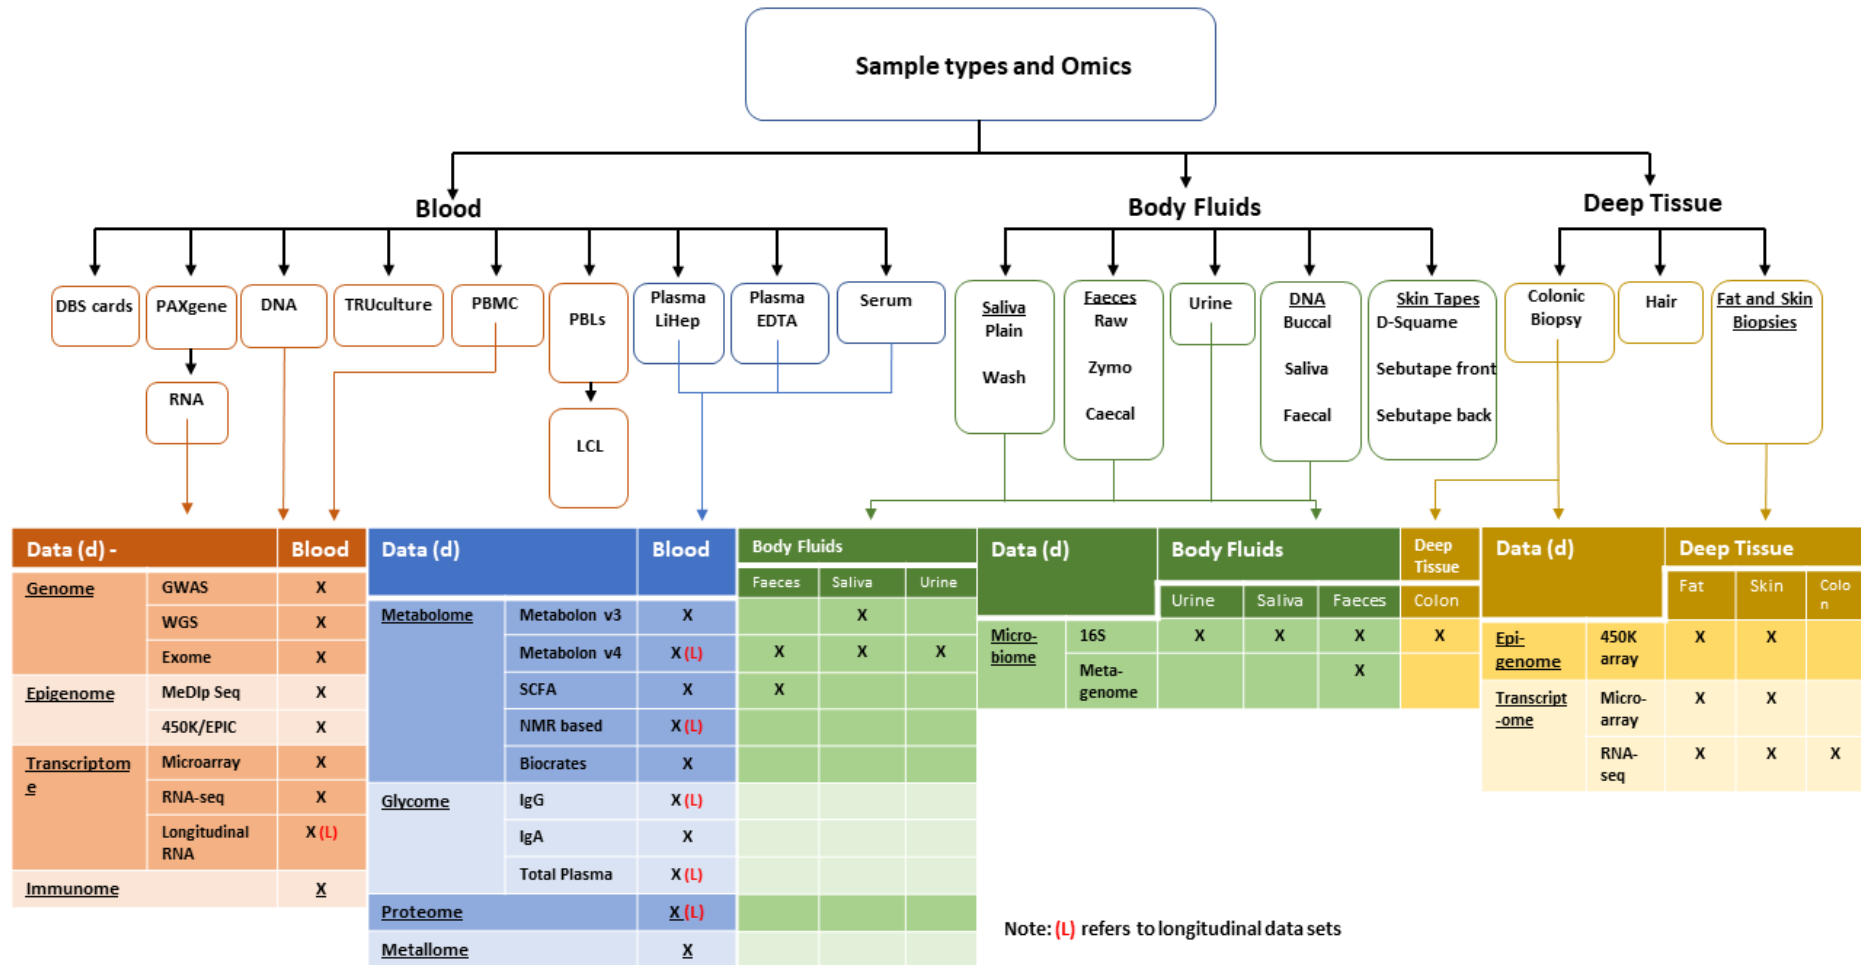 Sample types and Omics
Blood
Body Fluids
Deep Tissue
DBS cards
PAXgene
RNA
DNA
TRUculture
PBMC
PBLs
LCL
Plasma
LiHep
Plasma
EDTA
Serum
Saliva
Plain
Wash
Faeces
Raw
Zymo
Caecal
Urine
DNA
Buccal
Saliva
Faecal
Skin Tapes
D-Squame
Sebutape front
Sebutape back
Colonic
Biopsy
Hair
Fat and Skin
Biopsies
Data (d) - Blood
Genome GWAS X
WGS X
Exome X
Epigenome MeDIp Seq X
450K/EPIC X
Transcriptom
e
Microarray X
RNA-seq X
Longitudinal
RNA
X (L)
Immunome X
Data (d) Blood Body Fluids
Faeces Saliva Urine
Metabolome Metabolon v3 X X
Metabolon v4 X (L) X X X
SCFA X X
NMR based X (L)
Biocrates X
Glycome IgG X (L)
IgA X
Total Plasma X (L)
Proteome X (L)
Metallome X
Data (d) Body Fluids Deep
Tissue
Urine Saliva Faeces Colon
Micro-
biome
16S X X X X
Meta-
genome
X
Data (d) Deep Tissue
Fat Skin Colo
n
Epi-
genome
450K
array
X X
Transcript
-ome
Micro-
array
X X
RNA-
seq
X X X
Note: (L) refers to longitudinal data sets